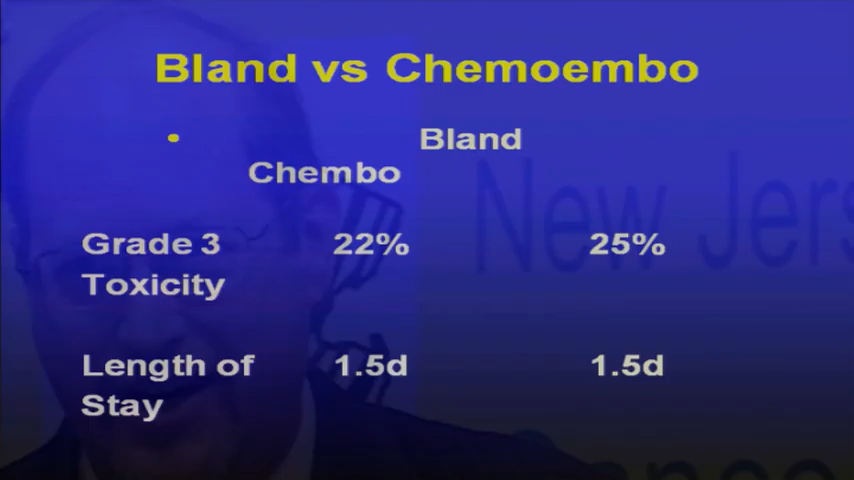 Bland vs Chemoembo
• Bland
Chembo
Grade 3 22% 25%
Toxicity
Length of 1.5d 1.5d
Stay
New Jers